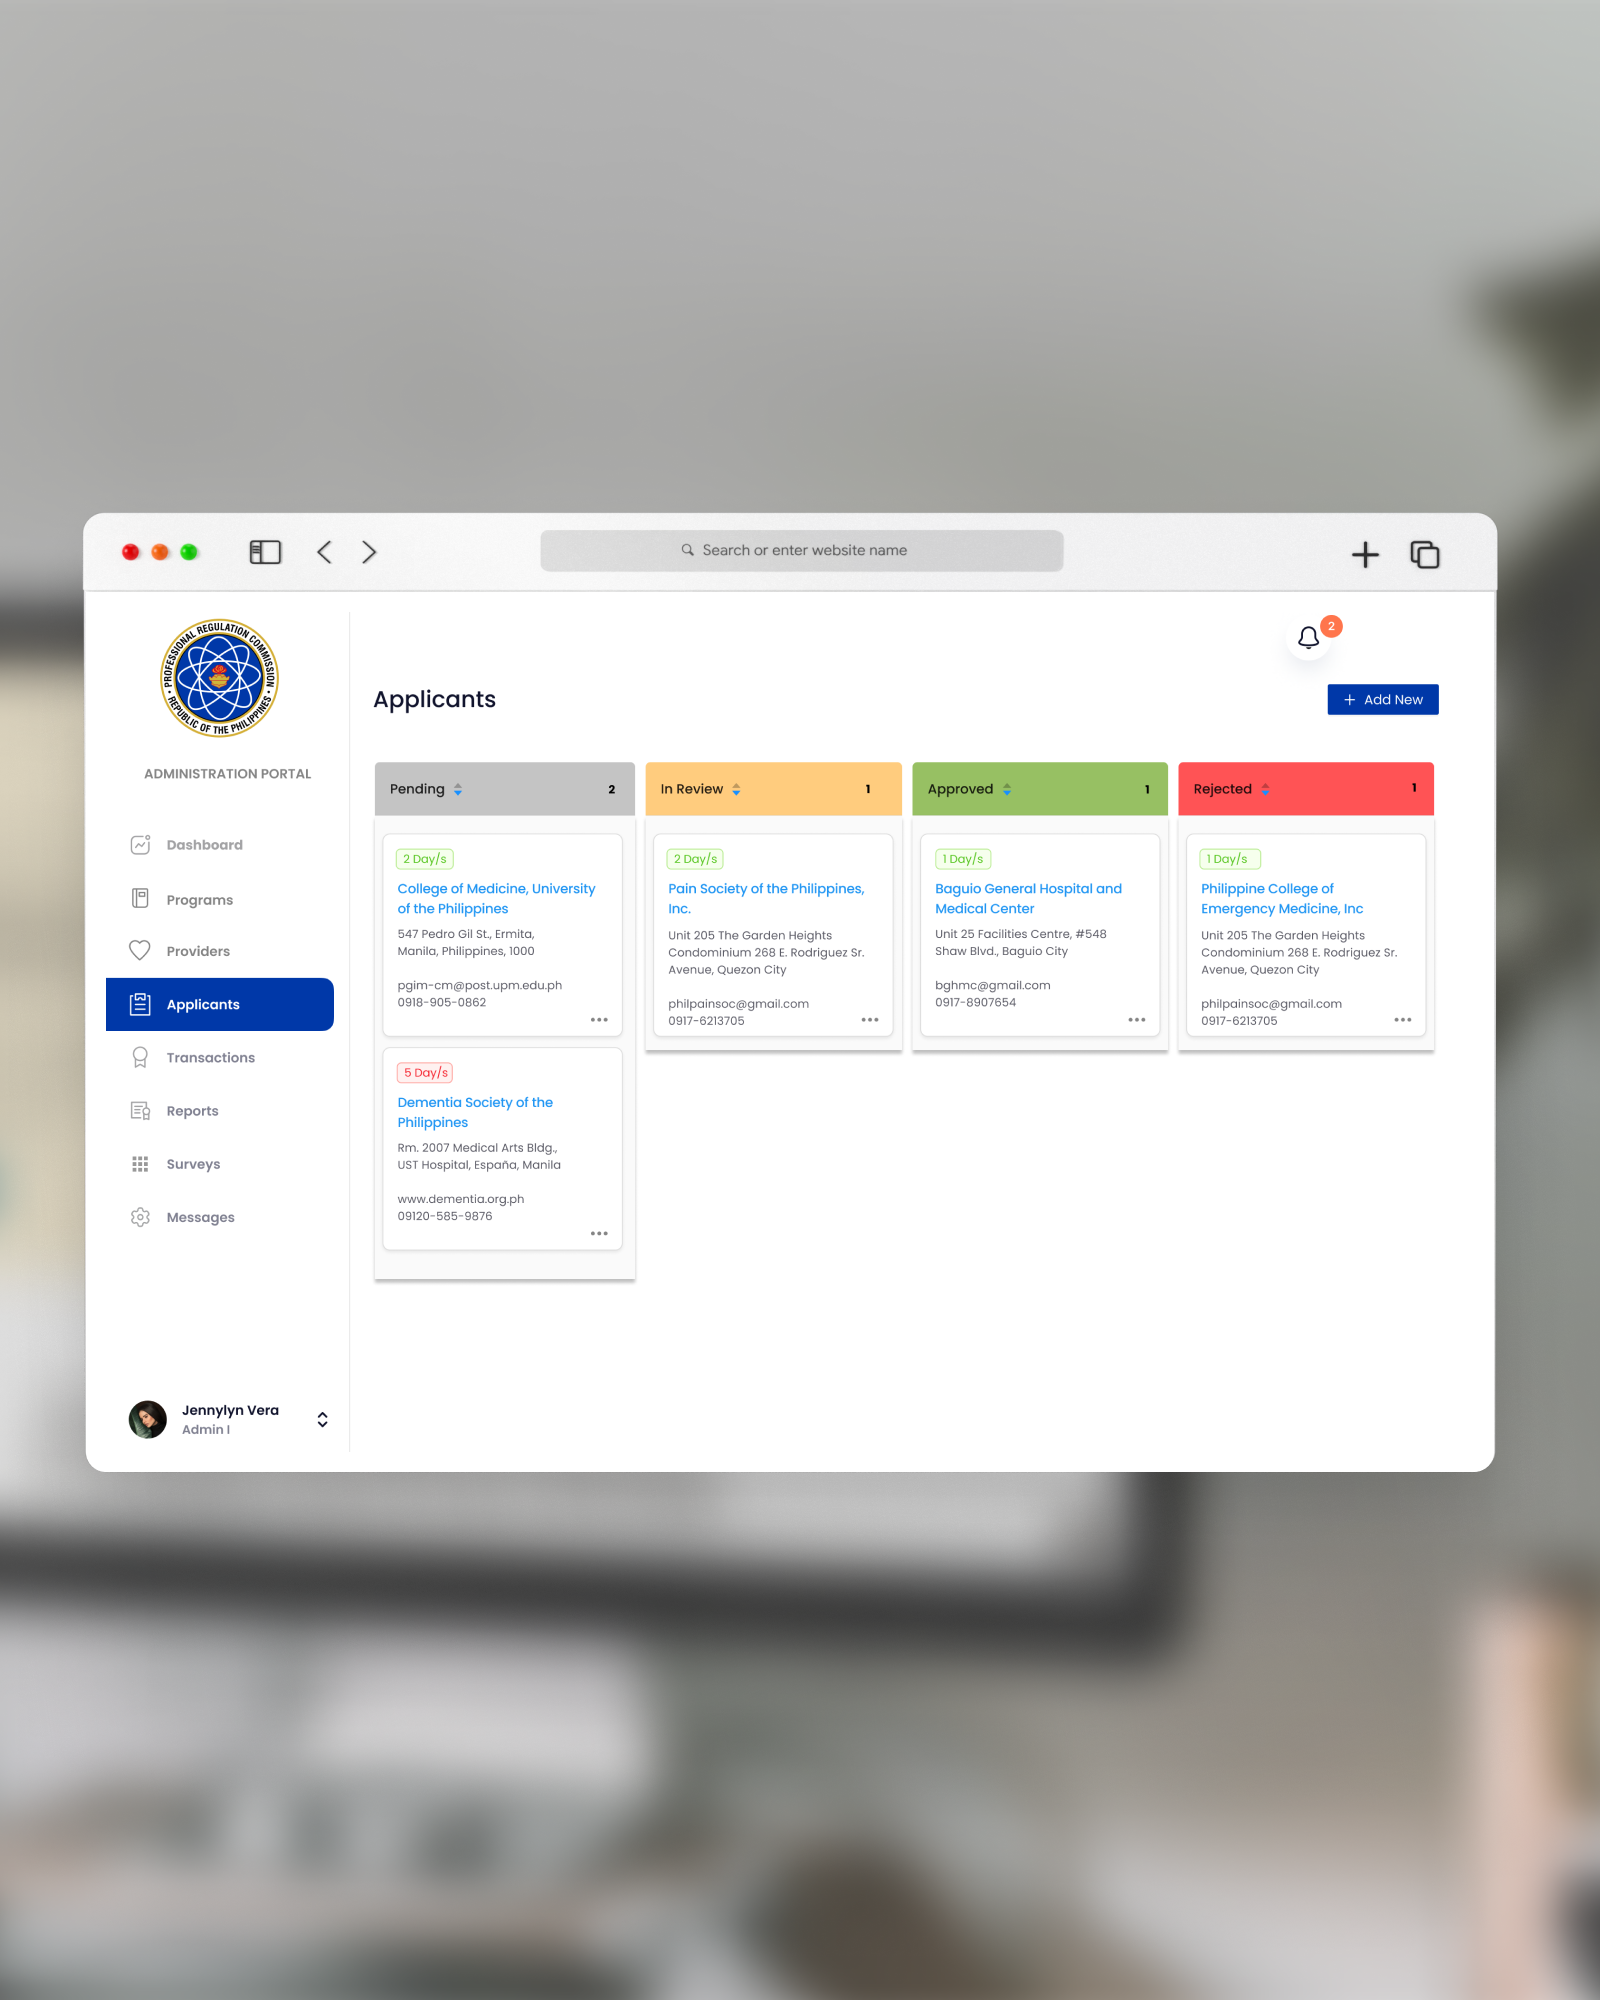 Search or enter website name
PROFESSIONAL REGULATION COMMISSION
• REPUBLIC OF THE PHILIPPINES •
ADMINISTRATION PORTAL
Dashboard
Programs
Providers
Applicants
Transactions
Reports
Surveys
Messages
Jennylyn Vera
Admin I
2
Applicants
+ Add New
Pending 2
2 Day/s
College of Medicine, University
of the Philippines
547 Pedro Gil St., Ermita,
Manila, Philippines, 1000
pgim-cm@post.upm.edu.ph
0918-905-0862
5 Day/s
Dementia Society of the
Philippines
Rm. 2007 Medical Arts Bldg.,
UST Hospital, España, Manila
www.dementia.org.ph
09120-585-9876
In Review 1
2 Day/s
Pain Society of the Philippines,
Inc.
Unit 205 The Garden Heights
Condominium 268 E. Rodriguez Sr.
Avenue, Quezon City
philpainsoc@gmail.com
0917-6213705
Approved 1
1 Day/s
Baguio General Hospital and
Medical Center
Unit 25 Facilities Centre, #548
Shaw Blvd., Baguio City
bghmc@gmail.com
0917-8907654
Rejected 1
1 Day/s
Philippine College of
Emergency Medicine, Inc
Unit 205 The Garden Heights
Condominium 268 E. Rodriguez Sr.
Avenue, Quezon City
philpainsoc@gmail.com
0917-6213705